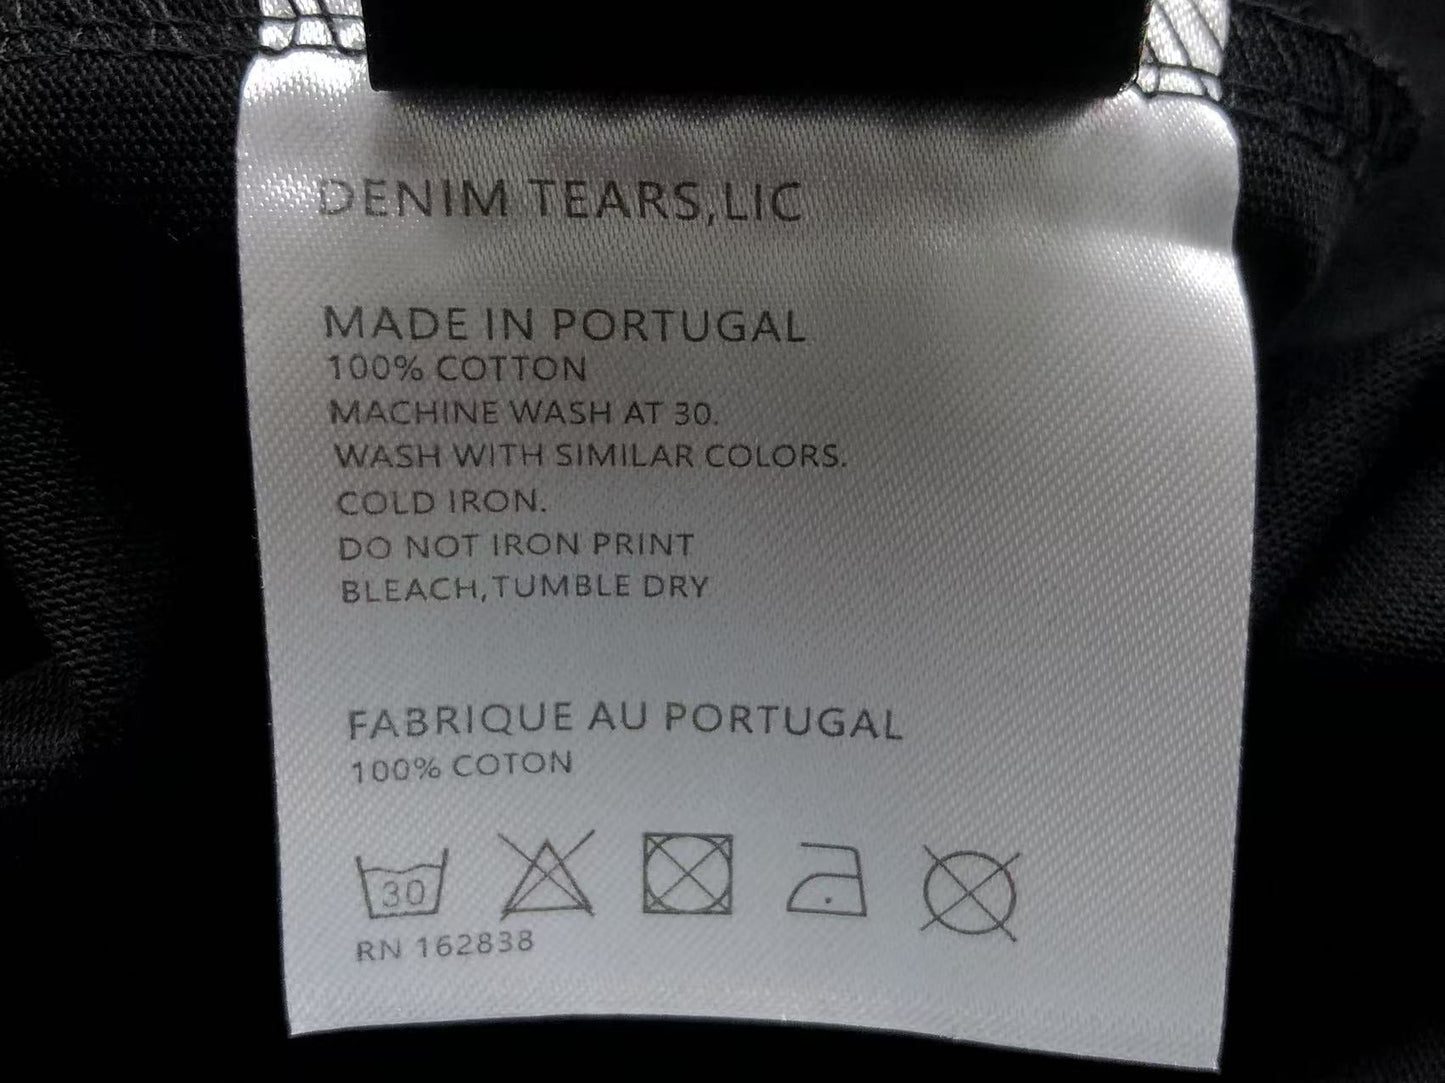 DENIM TEARS,LIC
MADE IN PORTUGAL
100% COTTON
MACHINE WASH AT 30.
WASH WITH SIMILAR COLORS.
COLD IRON.
DO NOT IRON PRINT
BLEACH,TUMBLE DRY
FABRIQUE AU PORTUGAL
100% COTON
30
RN 162838